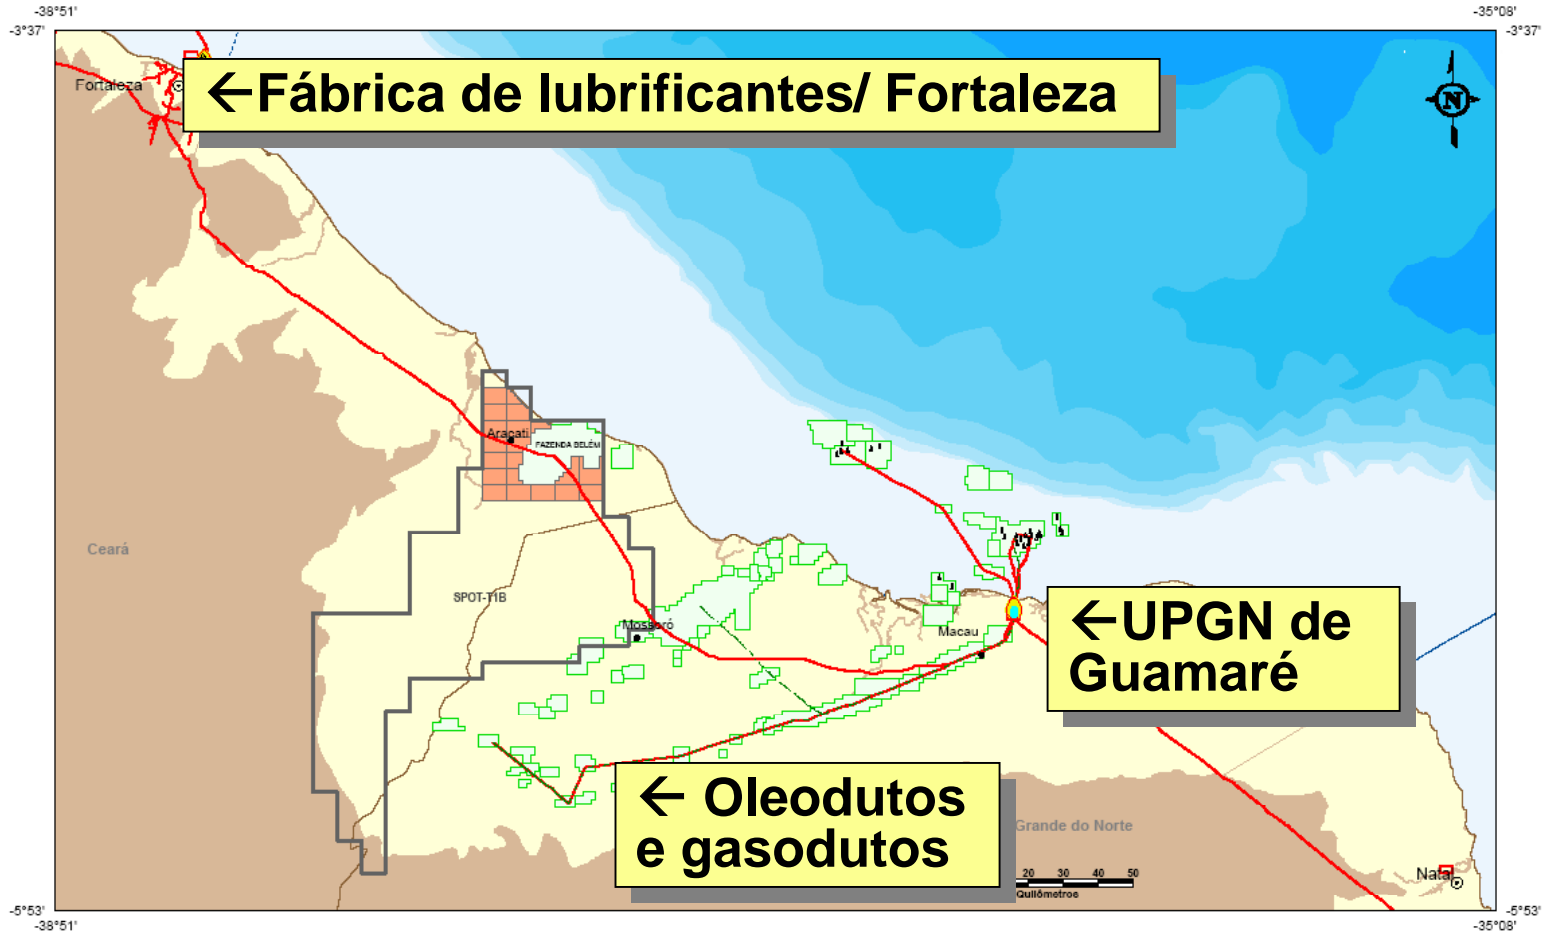 -38°51'
-35°08'
-3°37'
-3°37'
Fortaleza
←Fábrica de lubrificantes/ Fortaleza
N
Aracati
FAZENDA BELÉM
Ceará
SPOT-T1B
Mossoró
Macau
←UPGN de
Guamaré
← Oleodutos
e gasodutos
Grande do Norte
20 30 40 50
Quilômetros
Natal
-5°53'
-5°53'
-38°51'
-35°08'